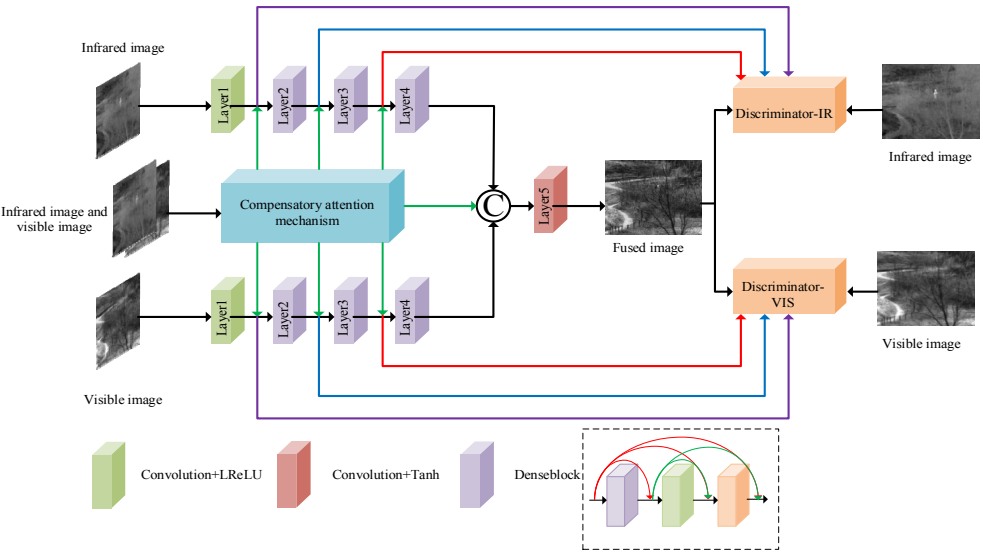 Infrared image
Layer1
Layer2
Layer3
Layer4
Discriminator-IR
Infrared image
Infrared image and
visible image
Compensatory attention
mechanism
C
Layer5
Fused image
Layer1
Layer2
Layer3
Layer4
Discriminator-
VIS
Visible image
Visible image
Convolution+LReLU
Convolution+Tanh
Denseblock